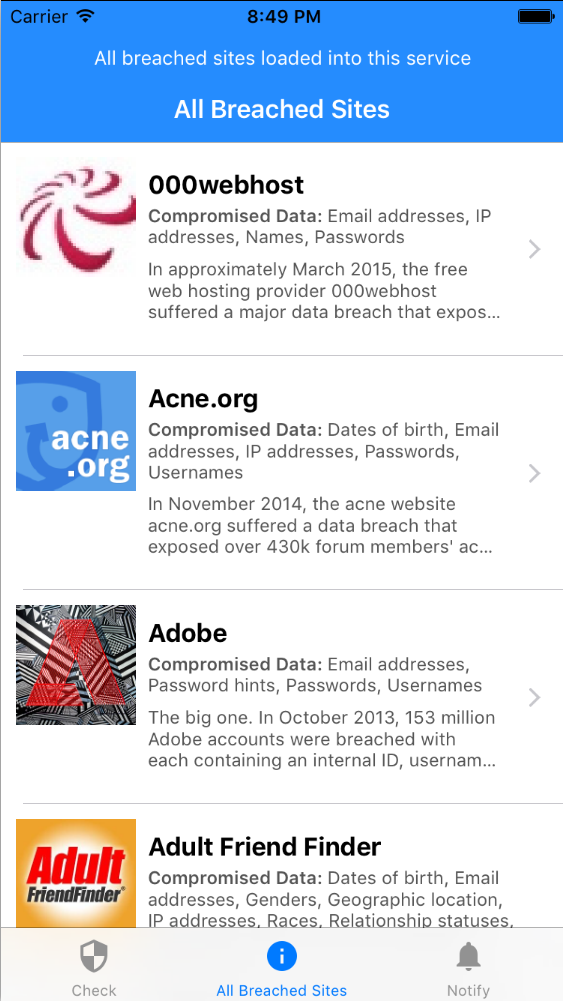 Carrier 8:49 PM
All breached sites loaded into this service
All Breached Sites
000webhost
Compromised Data: Email addresses, IP
addresses, Names, Passwords
In approximately March 2015, the free
web hosting provider 000webhost
suffered a major data breach that expos...
acne
.org
Acne.org
Compromised Data: Dates of birth, Email
addresses, IP addresses, Passwords,
Usernames
In November 2014, the acne website
acne.org suffered a data breach that
exposed over 430k forum members' ac...
Adobe
Compromised Data: Email addresses,
Password hints, Passwords, Usernames
The big one. In October 2013, 153 million
Adobe accounts were breached with
each containing an internal ID, usernam...
Adult
FriendFinder®
Adult Friend Finder
Compromised Data: Dates of birth, Email
addresses, Genders, Geographic location,
IP addresses, Races, Relationship statuses,
Check
All Breached Sites
Notify